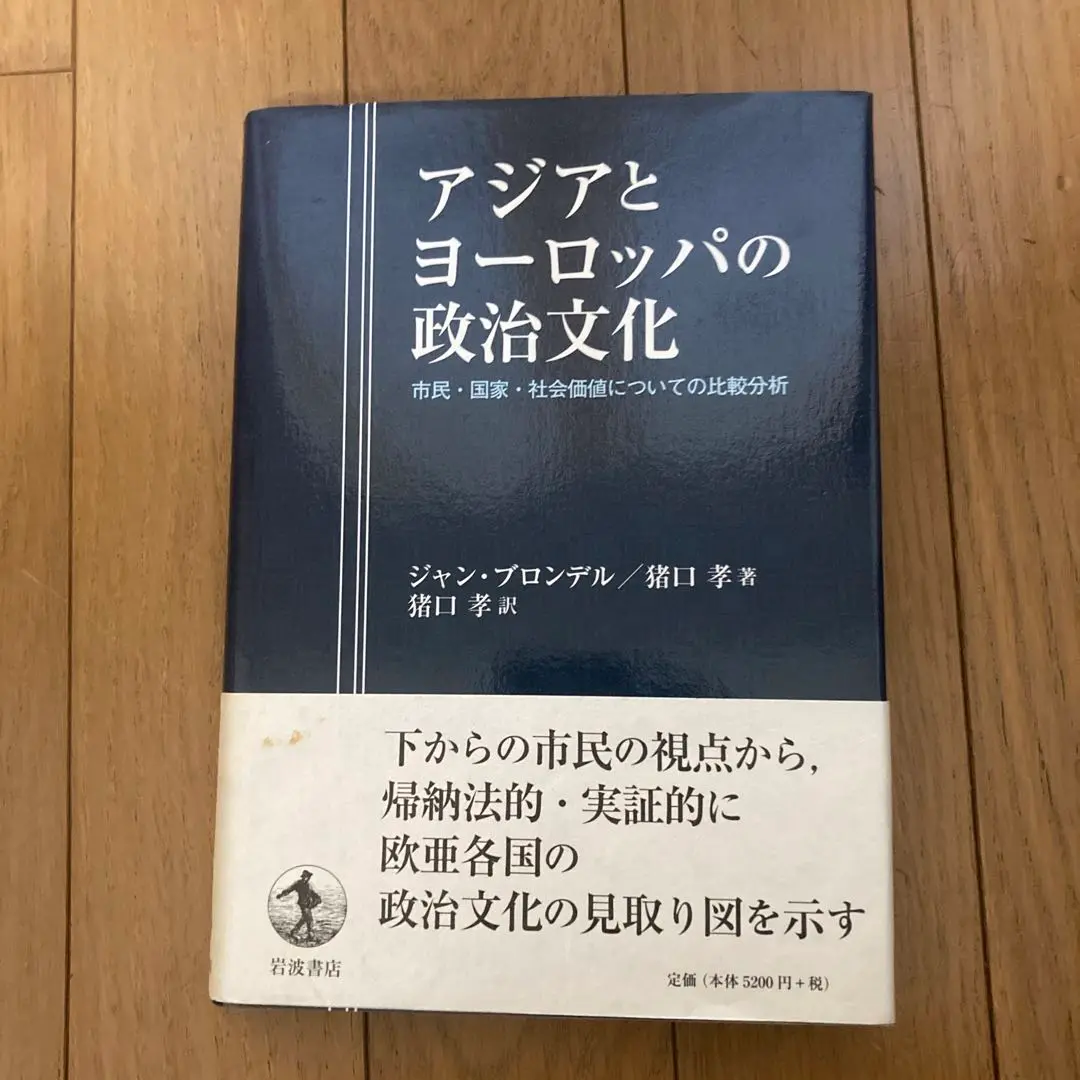 アジアと
ヨーロッパの
政治文化
市民・国家・社会価値についての比較分析
ジャン・ブロンデル／猪口 孝 著
猪口 孝 訳
下からの市民の視点から，
帰納法的・実証的に
欧亜各国の
政治文化の見取り図を示す
岩波書店
定価（本体 5200 円＋税）